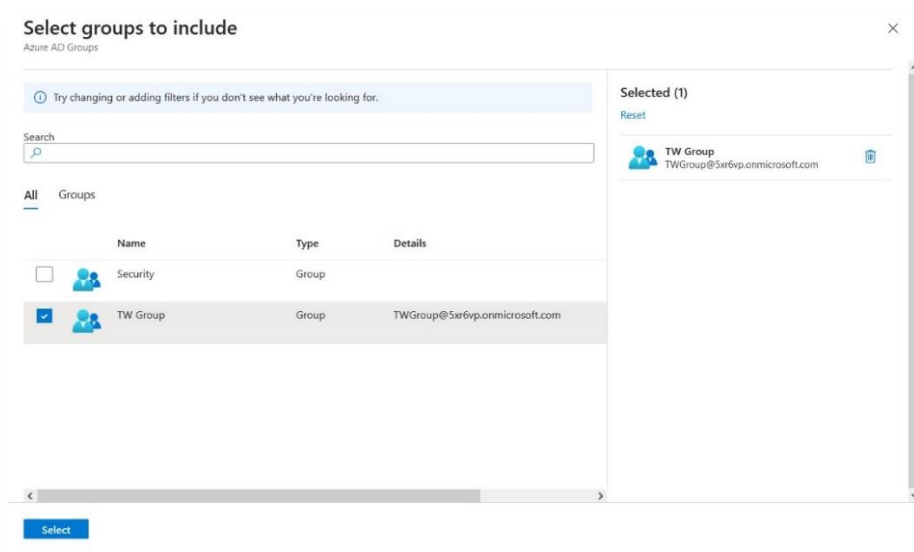 Select groups to include
Azure AD Groups
Try changing or adding filters if you don't see what you're looking for.
Search
All Groups
Name Type Details
Security Group
TW Group Group TWGroup@5xr6vp.onmicrosoft.com
Select
Selected (1)
Reset
TW Group
TWGroup@5xr6vp.onmicrosoft.com